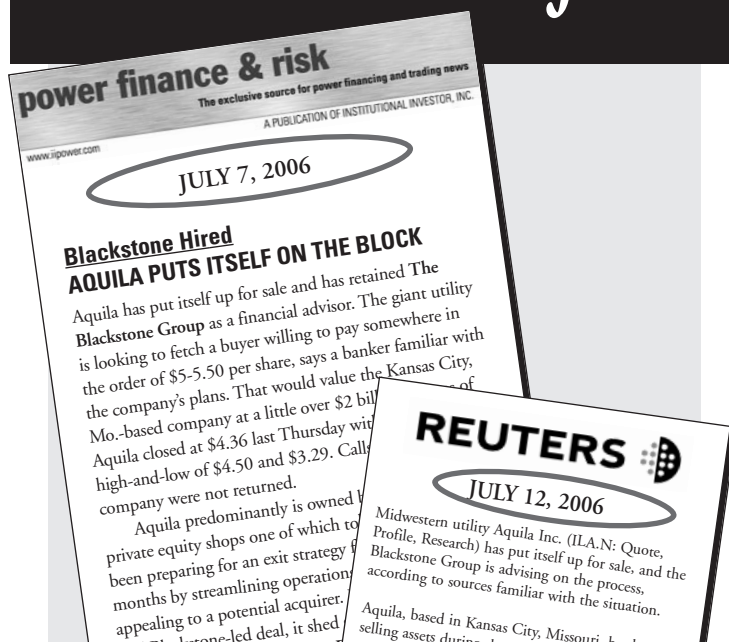 power finance & risk
The exclusive source for power financing and trading news
A PUBLICATION OF INSTITUTIONAL INVESTOR, INC.
www.iipower.com
JULY 7, 2006
Blackstone Hired
AQUILA PUTS ITSELF ON THE BLOCK
Aquila has put itself up for sale and has retained The
Blackstone Group as a financial advisor. The giant utility
is looking to fetch a buyer willing to pay somewhere in
the order of $5-5.50 per share, says a banker familiar with
the company's plans. That would value the Kansas City,
Mo.-based company at a little over $2 of
Aquila closed at $4.36 last Thursday
high-and-low of $4.50 and $3.29.
company were not returned.
Aquila predominantly is owned
private equity shops one of which
been preparing for an exit strategy
months by streamlining
appealing to a potential acquirer.
deal, it shed
REUTERS
JULY 12, 2006
Midwestern utility Aquila Inc. (ILA.N: Quote,
Profile, Research) has put itself up for sale, and the
Blackstone Group is advising on the process,
according to sources familiar with the situation.
Aquila, based in Kansas City, Missouri,
selling assets